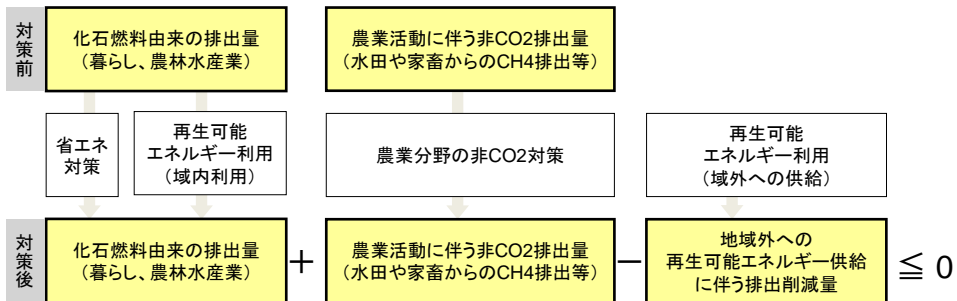 対策前
化石燃料由来の排出量
（暮らし、農林水産業）
農業活動に伴う非CO2排出量
（水田や家畜からのCH4排出等）
省エネ
対策
再生可能
エネルギー利用
（域内利用）
農業分野の非CO2対策
再生可能
エネルギー利用
（域外への供給）
対策後
化石燃料由来の排出量
（暮らし、農林水産業）
＋
農業活動に伴う非CO2排出量
（水田や家畜からのCH4排出等）
－
地域外への
再生可能エネルギー供給
に伴う排出削減量
≦ 0